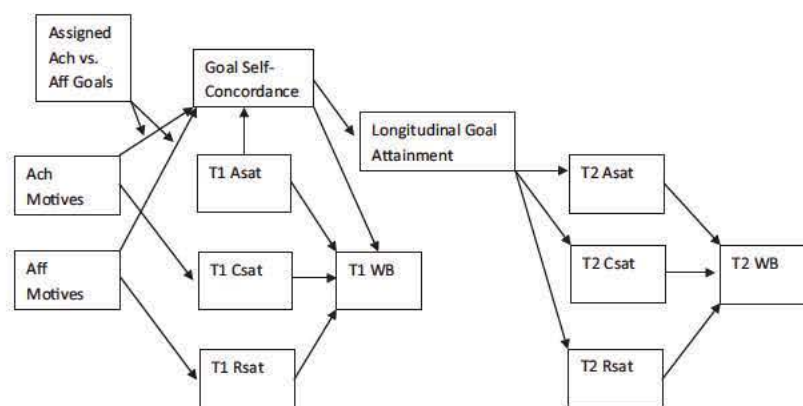 Assigned
Ach vs.
Aff Goals
Goal Self-
Concordance
Longitudinal Goal
Attainment
Ach
Motives
T1 Asat
T2 Asat
Aff
Motives
T1 Csat
T1 WB
T2 Csat
T2 WB
T1 Rsat
T2 Rsat